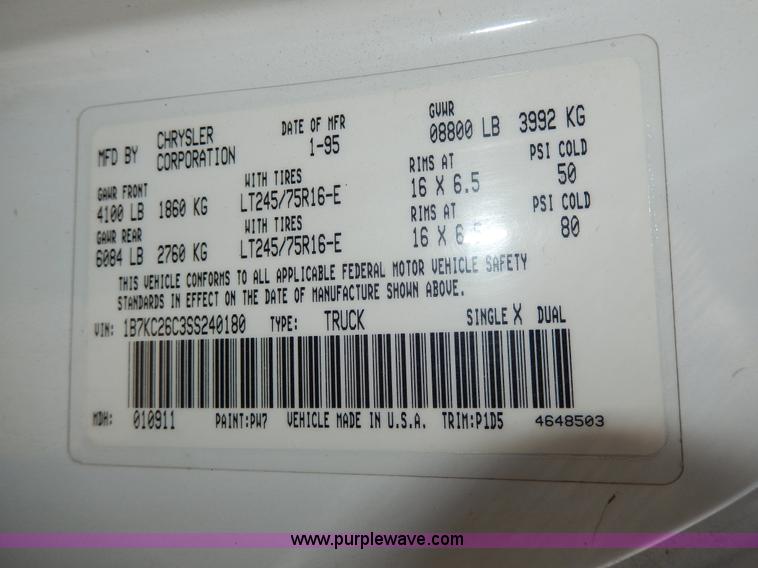 MFD BY CHRYSLER CORPORATION DATE OF MFR 1-95 GVWR 08800 LB 3992 KG
GAWR FRONT WITH TIRES RIMS AT PSI COLD
4100 LB 1860 KG LT245/75R16-E 16 X 6.5 50
GAWR REAR WITH TIRES RIMS AT PSI COLD
6084 LB 2760 KG LT245/75R16-E 16 X 6.5 80
THIS VEHICLE CONFORMS TO ALL APPLICABLE FEDERAL MOTOR VEHICLE SAFETY
STANDARDS IN EFFECT ON THE DATE OF MANUFACTURE SHOWN ABOVE.
VIN: 1B7KC26C3SS240180 TYPE: TRUCK SINGLE X DUAL
MDH: 010911 PAINT:PW7 VEHICLE MADE IN U.S.A. TRIM:P1D5 4648503
www.purplewave.com